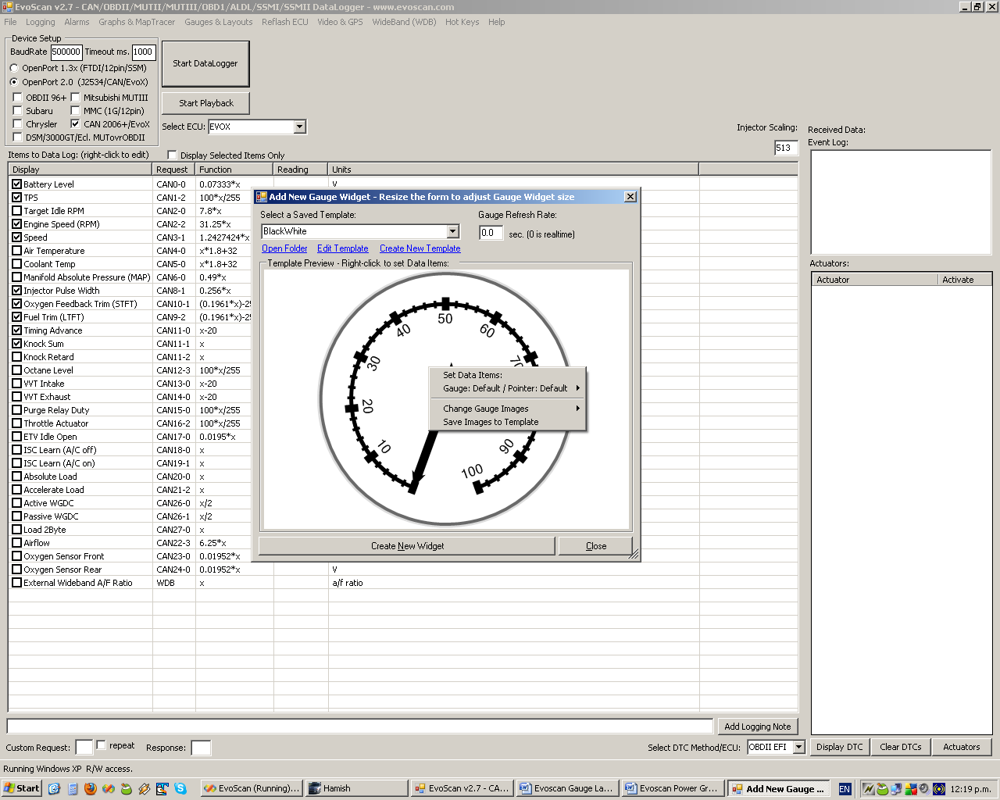 EvoScan v2.7 - CAN/OBDII/MUTII/MUTIII/OBD1/ALDL/SSMI/SSMII DataLogger - www.evoscan.com
File Logging Alarms Graphs & MapTracer Gauges & Layouts Reflash ECU Video & GPS WideBand (WDB) Hot Keys Help
Device Setup
BaudRate 500000 Timeout ms. 1000
OpenPort 1.3x (FTDI/12pin/SSM)
OpenPort 2.0 (J2534/CAN/EvoX)
OBDII 96+ Mitsubishi MUTIII
Subaru MMC (1G/12pin)
Chrysler CAN 2006+/EvoX
DSM/3000GT/Ecl. MUTovrOBDII
Start DataLogger
Start Playback
Select ECU: EVOX
Injector Scaling:
513
Items to Data Log: (right-click to edit) Display Selected Items Only
Display Request Function Reading Units
Battery Level CAN0-0 0.07333*x V
TPS CAN1-2 100*x/255
Target Idle RPM CAN2-0 7.8*x
Engine Speed (RPM) CAN2-2 31.25*x
Speed CAN3-1 1.2427424*x
Air Temperature CAN4-0 x*1.8+32
Coolant Temp CAN5-0 x*1.8+32
Manifold Absolute Pressure (MAP) CAN6-0 0.49*x
Injector Pulse Width CAN8-1 0.256*x
Oxygen Feedback Trim (STFT) CAN10-1 (0.1961*x)-25
Fuel Trim (LTFT) CAN9-2 (0.1961*x)-25
Timing Advance CAN11-0 x-20
Knock Sum CAN11-1 x
Knock Retard CAN11-2 x
Octane Level CAN12-3 100*x/255
VVT Intake CAN13-0 x-20
VVT Exhaust CAN14-0 x-20
Purge Relay Duty CAN15-0 100*x/255
Throttle Actuator CAN16-2 100*x/255
ETV Idle Open CAN17-0 0.0195*x
ISC Learn (A/C off) CAN18-0 x
ISC Learn (A/C on) CAN19-1 x
Absolute Load CAN20-0 x
Accelerate Load CAN21-2 x
Active WGDC CAN26-0 x/2
Passive WGDC CAN26-1 x/2
Load 2Byte CAN27-0 x
Airflow CAN22-3 6.25*x
Oxygen Sensor Front CAN23-0 0.01952*x
Oxygen Sensor Rear CAN24-0 0.01952*x V
External Wideband A/F Ratio WDB x a/f ratio
Add New Gauge Widget - Resize the form to adjust Gauge Widget size
Select a Saved Template:
BlackWhite
Gauge Refresh Rate:
0.0 sec. (0 is realtime)
Open Folder Edit Template Create New Template
Template Preview - Right-click to set Data Items:
10
20
30
40
50
60
70
90
100
Set Data Items:
Gauge: Default / Pointer: Default
Change Gauge Images
Save Images to Template
Create New Widget
Close
Received Data:
Event Log:
Actuators:
Actuator Activate
Add Logging Note
Custom Request: repeat Response:
Select DTC Method/ECU: OBDII EFI
Display DTC Clear DTCs Actuators
Running Windows XP R/W access.
Start EvoScan (Running)... Hamish EvoScan v2.7 - CA... Evoscan Gauge La... Evoscan Power Gr... Add New Gauge ... EN 12:19 p.m.